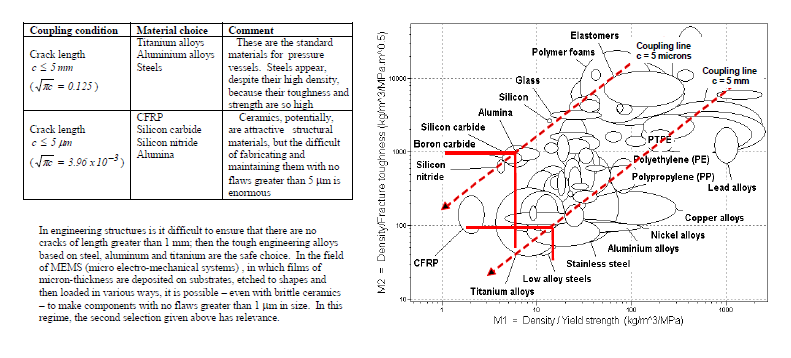 Coupling condition Material choice Comment
Crack length
c ≤ 5 mm
(√πc = 0.125)
Titanium alloys
Aluminium alloys
Steels
These are the standard
materials for pressure
vessels. Steels appear,
despite their high density,
because their toughness and
strength are so high
Crack length
c ≤ 5 μm
(√πc = 3.96 x 10⁻³)
CFRP
Silicon carbide
Silicon nitride
Alumina
Ceramics, potentially,
are attractive structural
materials, but the difficult
of fabricating and
maintaining them with no
flaws greater than 5 μm is
enormous
In engineering structures is it difficult to ensure that there are no
cracks of length greater than 1 mm; then the tough engineering alloys
based on steel, aluminum and titanium are the safe choice. In the field
of MEMS (micro electro-mechanical systems) , in which films of
micron-thickness are deposited on substrates, etched to shapes and
then loaded in various ways, it is possible – even with brittle ceramics
– to make components with no flaws greater than 1 μm in size. In this
regime, the second selection given above has relevance.
M2 = Density/Fracture toughness (kg/m^3/MPa.m^0.5)
10000
1000
100
10
1
10
100
1000
M1 = Density / Yield strength (kg/m^3/MPa)
Elastomers
Polymer foams
Coupling line
c = 5 microns
Coupling line
c = 5 mm
Glass
Silicon
Alumina
Silicon carbide
Boron carbide
Silicon
nitride
PTFE
Polyethylene (PE)
Polypropylene (PP)
Lead alloys
Copper alloys
Nickel alloys
Aluminium alloys
Stainless steel
Low alloy steels
Titanium alloys
CFRP